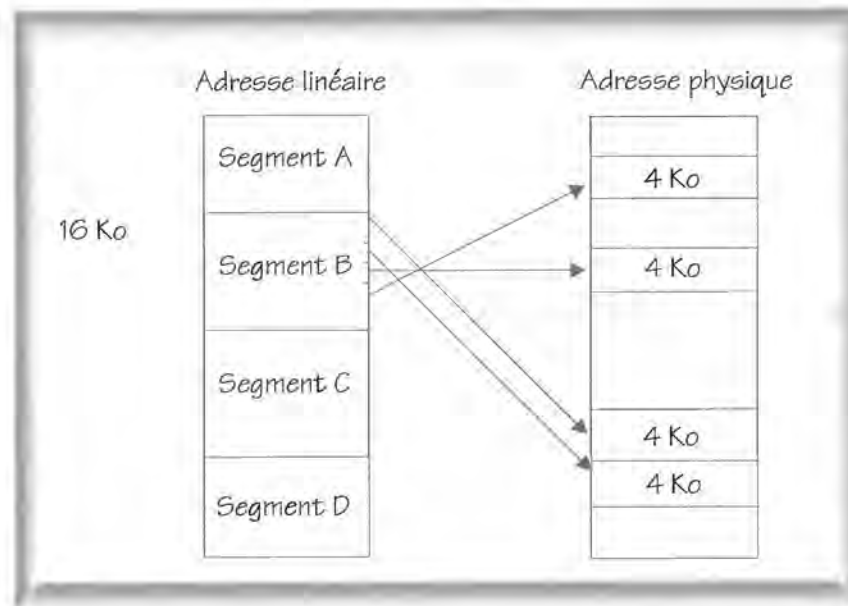 Adresse linéaire
Adresse physique
Segment A
4 Ko
16 Ko
Segment B
4 Ko
Segment C
4 Ko
4 Ko
Segment D